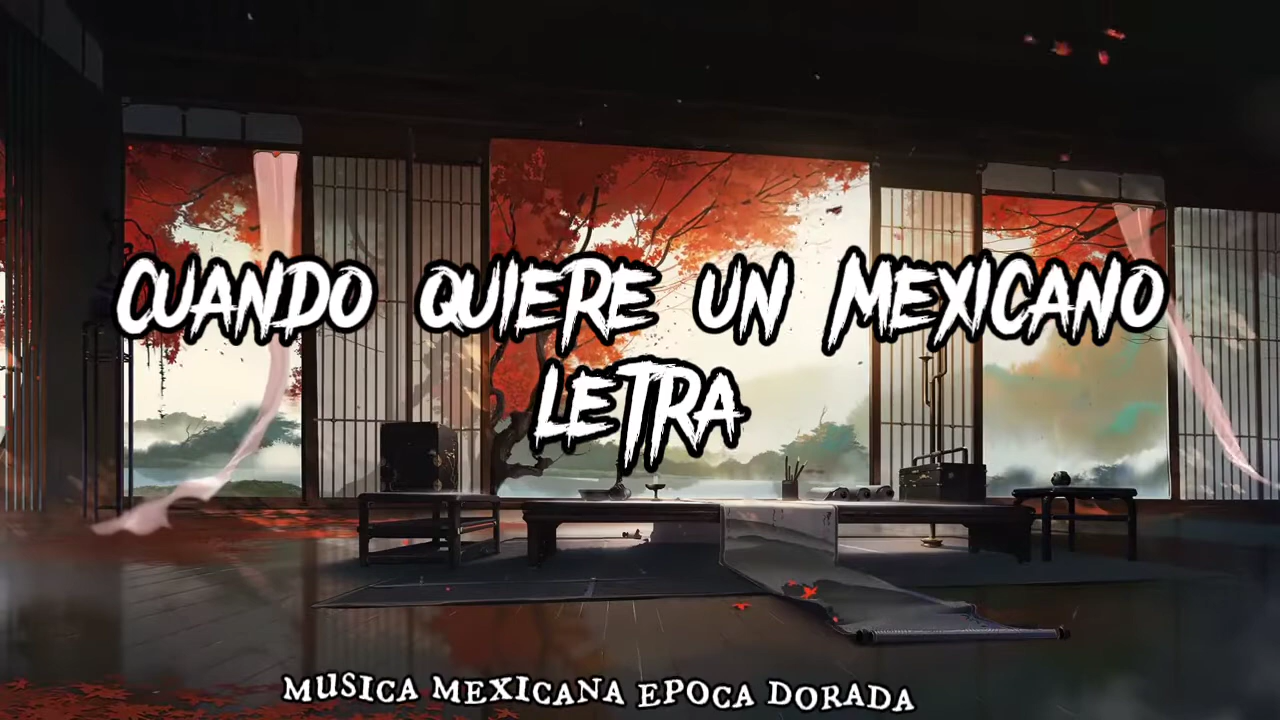 CUANDO QUIERE UN MEXICANO
LETRA
MUSICA MEXICANA EPOCA DORADA